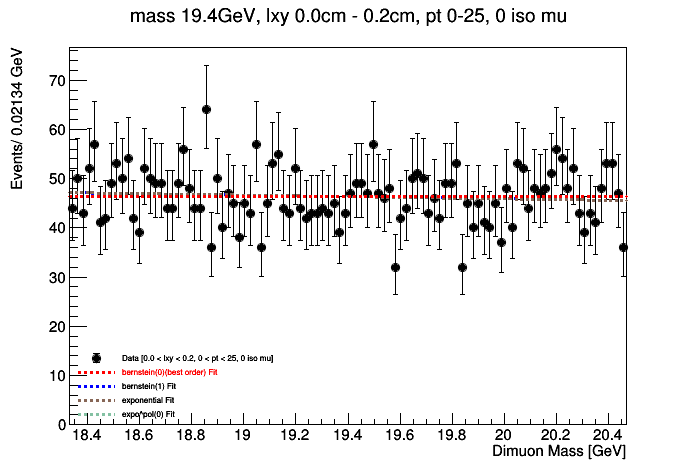 mass 19.4GeV, lxy 0.0cm - 0.2cm, pt 0-25, 0 iso mu
Events/ 0.02134 GeV
70
60
50
40
30
20
10
0
Data [0.0 < lxy < 0.2, 0 < pt < 25, 0 iso mu]
bernstein(0)(best order) Fit
bernstein(1) Fit
exponential Fit
expo*pol(0) Fit
18.4 18.6 18.8 19 19.2 19.4 19.6 19.8 20 20.2 20.4
Dimuon Mass [GeV]